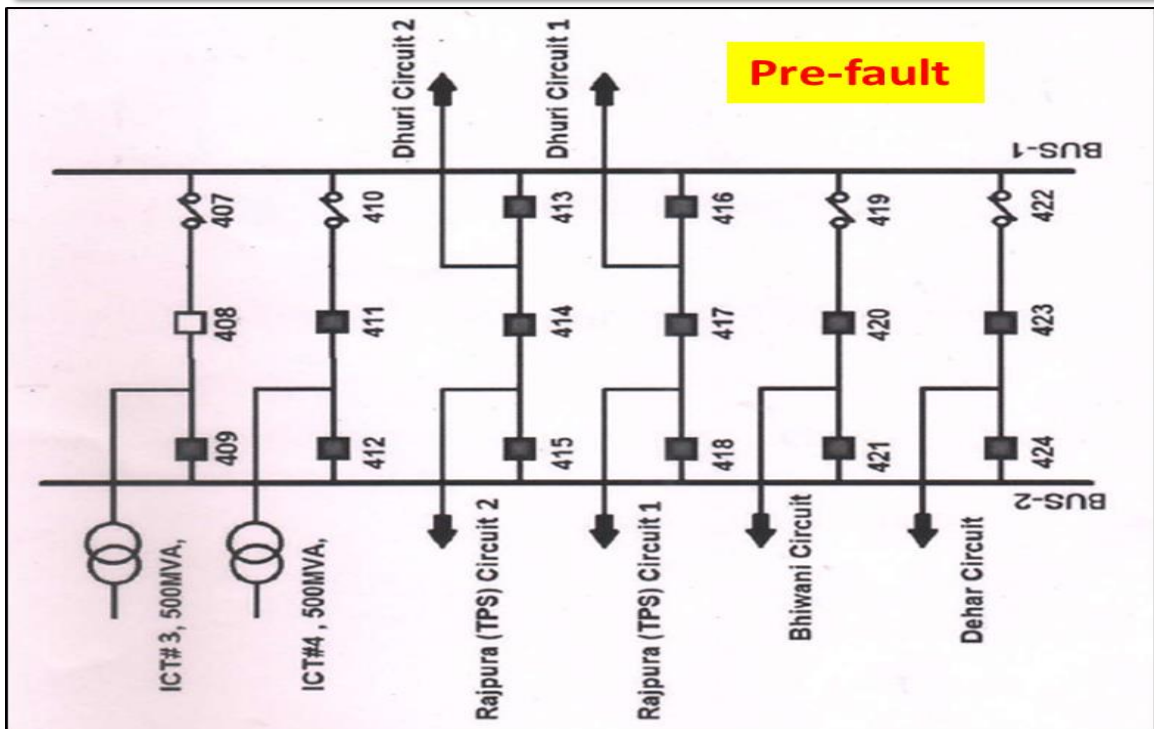 Pre-fault
Dhuri Circuit 2
Dhuri Circuit 1
BUS-1
407
410
413
416
419
422
408
411
414
417
420
423
409
412
415
418
421
424
BUS-2
ICT# 3, 500MVA,
ICT#4 , 500MVA,
Rajpura (TPS) Circuit 2
Rajpura (TPS) Circuit 1
Bhiwani Circuit
Dehar Circuit